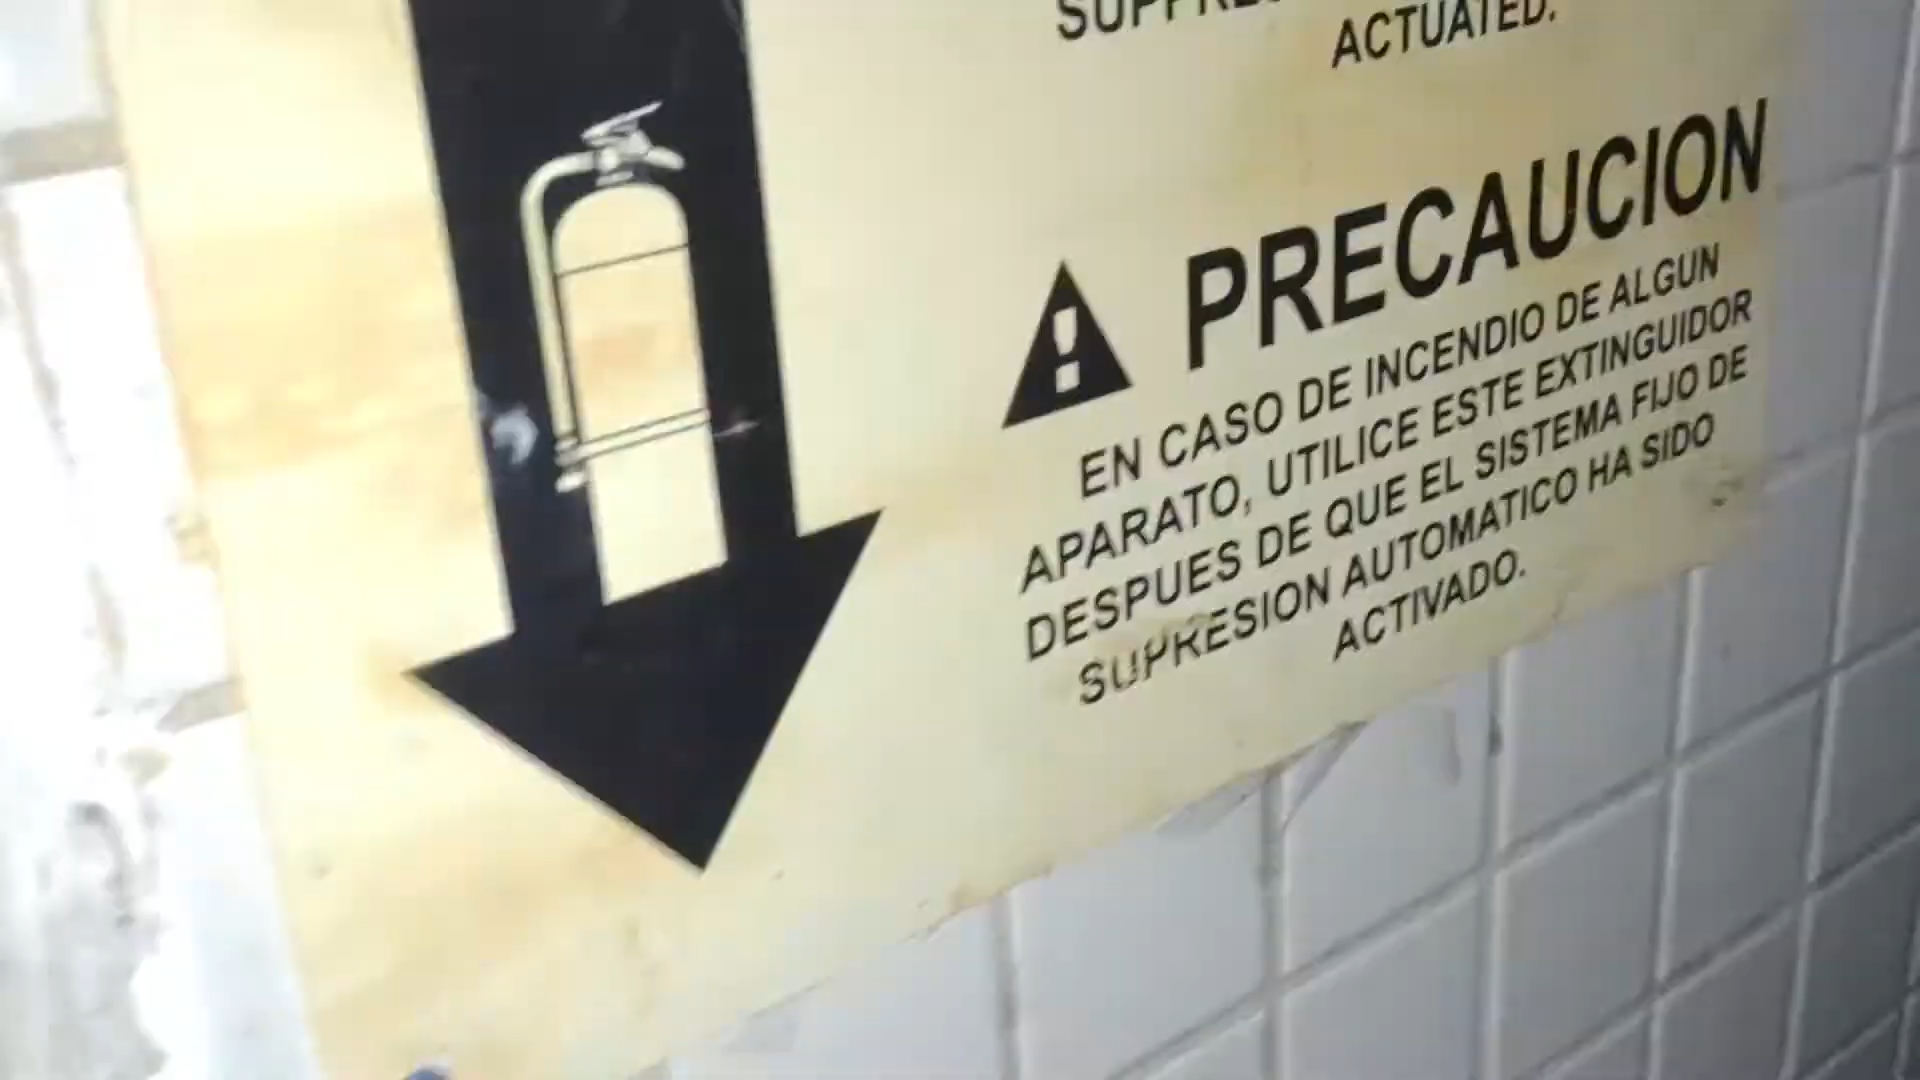 ACTUATED.
PRECAUCION
EN CASO DE INCENDIO DE ALGUN
APARATO, UTILICE ESTE EXTINGUIDOR
DESPUES DE QUE EL SISTEMA FIJO DE
SUPRESION AUTOMATICO HA SIDO
ACTIVADO.